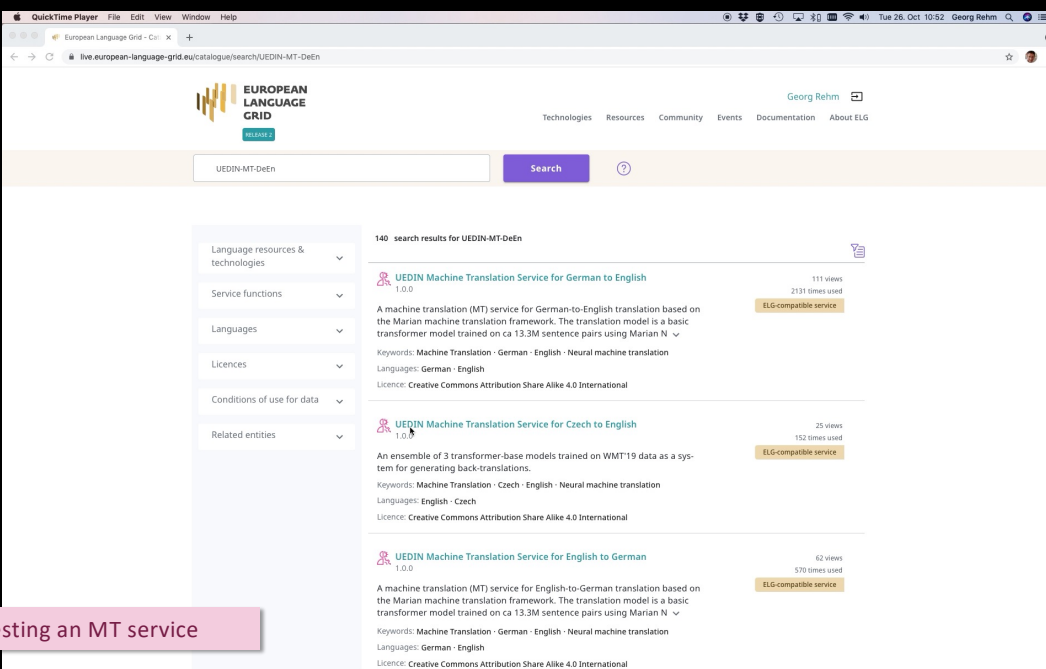 QuickTime Player File Edit View Window Help Tue 26. Oct 10:52 Georg Rehm
European Language Grid - Cat
live.european-language-grid.eu/catalogue/search/UEDIN-MT-DeEn
EUROPEAN
LANGUAGE
GRID
RELEASE 2
Georg Rehm
Technologies Resources Community Events Documentation About ELG
UEDIN-MT-DeEn Search ?
140 search results for UEDIN-MT-DeEn
Language resources &
technologies
Service functions
Languages
Licences
Conditions of use for data
Related entities
UEDIN Machine Translation Service for German to English
1.0.0
111 views
2131 times used
ELG-compatible service
A machine translation (MT) service for German-to-English translation based on
the Marian machine translation framework. The translation model is a basic
transformer model trained on ca 13.3M sentence pairs using Marian N
Keywords: Machine Translation · German · English · Neural machine translation
Languages: German · English
Licence: Creative Commons Attribution Share Alike 4.0 International
UEDIN Machine Translation Service for Czech to English
1.0.0
25 views
152 times used
ELG-compatible service
An ensemble of 3 transformer-base models trained on WMT'19 data as a sys-
tem for generating back-translations.
Keywords: Machine Translation · Czech · English · Neural machine translation
Languages: English · Czech
Licence: Creative Commons Attribution Share Alike 4.0 International
UEDIN Machine Translation Service for English to German
1.0.0
62 views
570 times used
ELG-compatible service
A machine translation (MT) service for English-to-German translation based on
the Marian machine translation framework. The translation model is a basic
transformer model trained on ca 13.3M sentence pairs using Marian N
Keywords: Machine Translation · German · English · Neural machine translation
Languages: German · English
Licence: Creative Commons Attribution Share Alike 4.0 International
esting an MT service